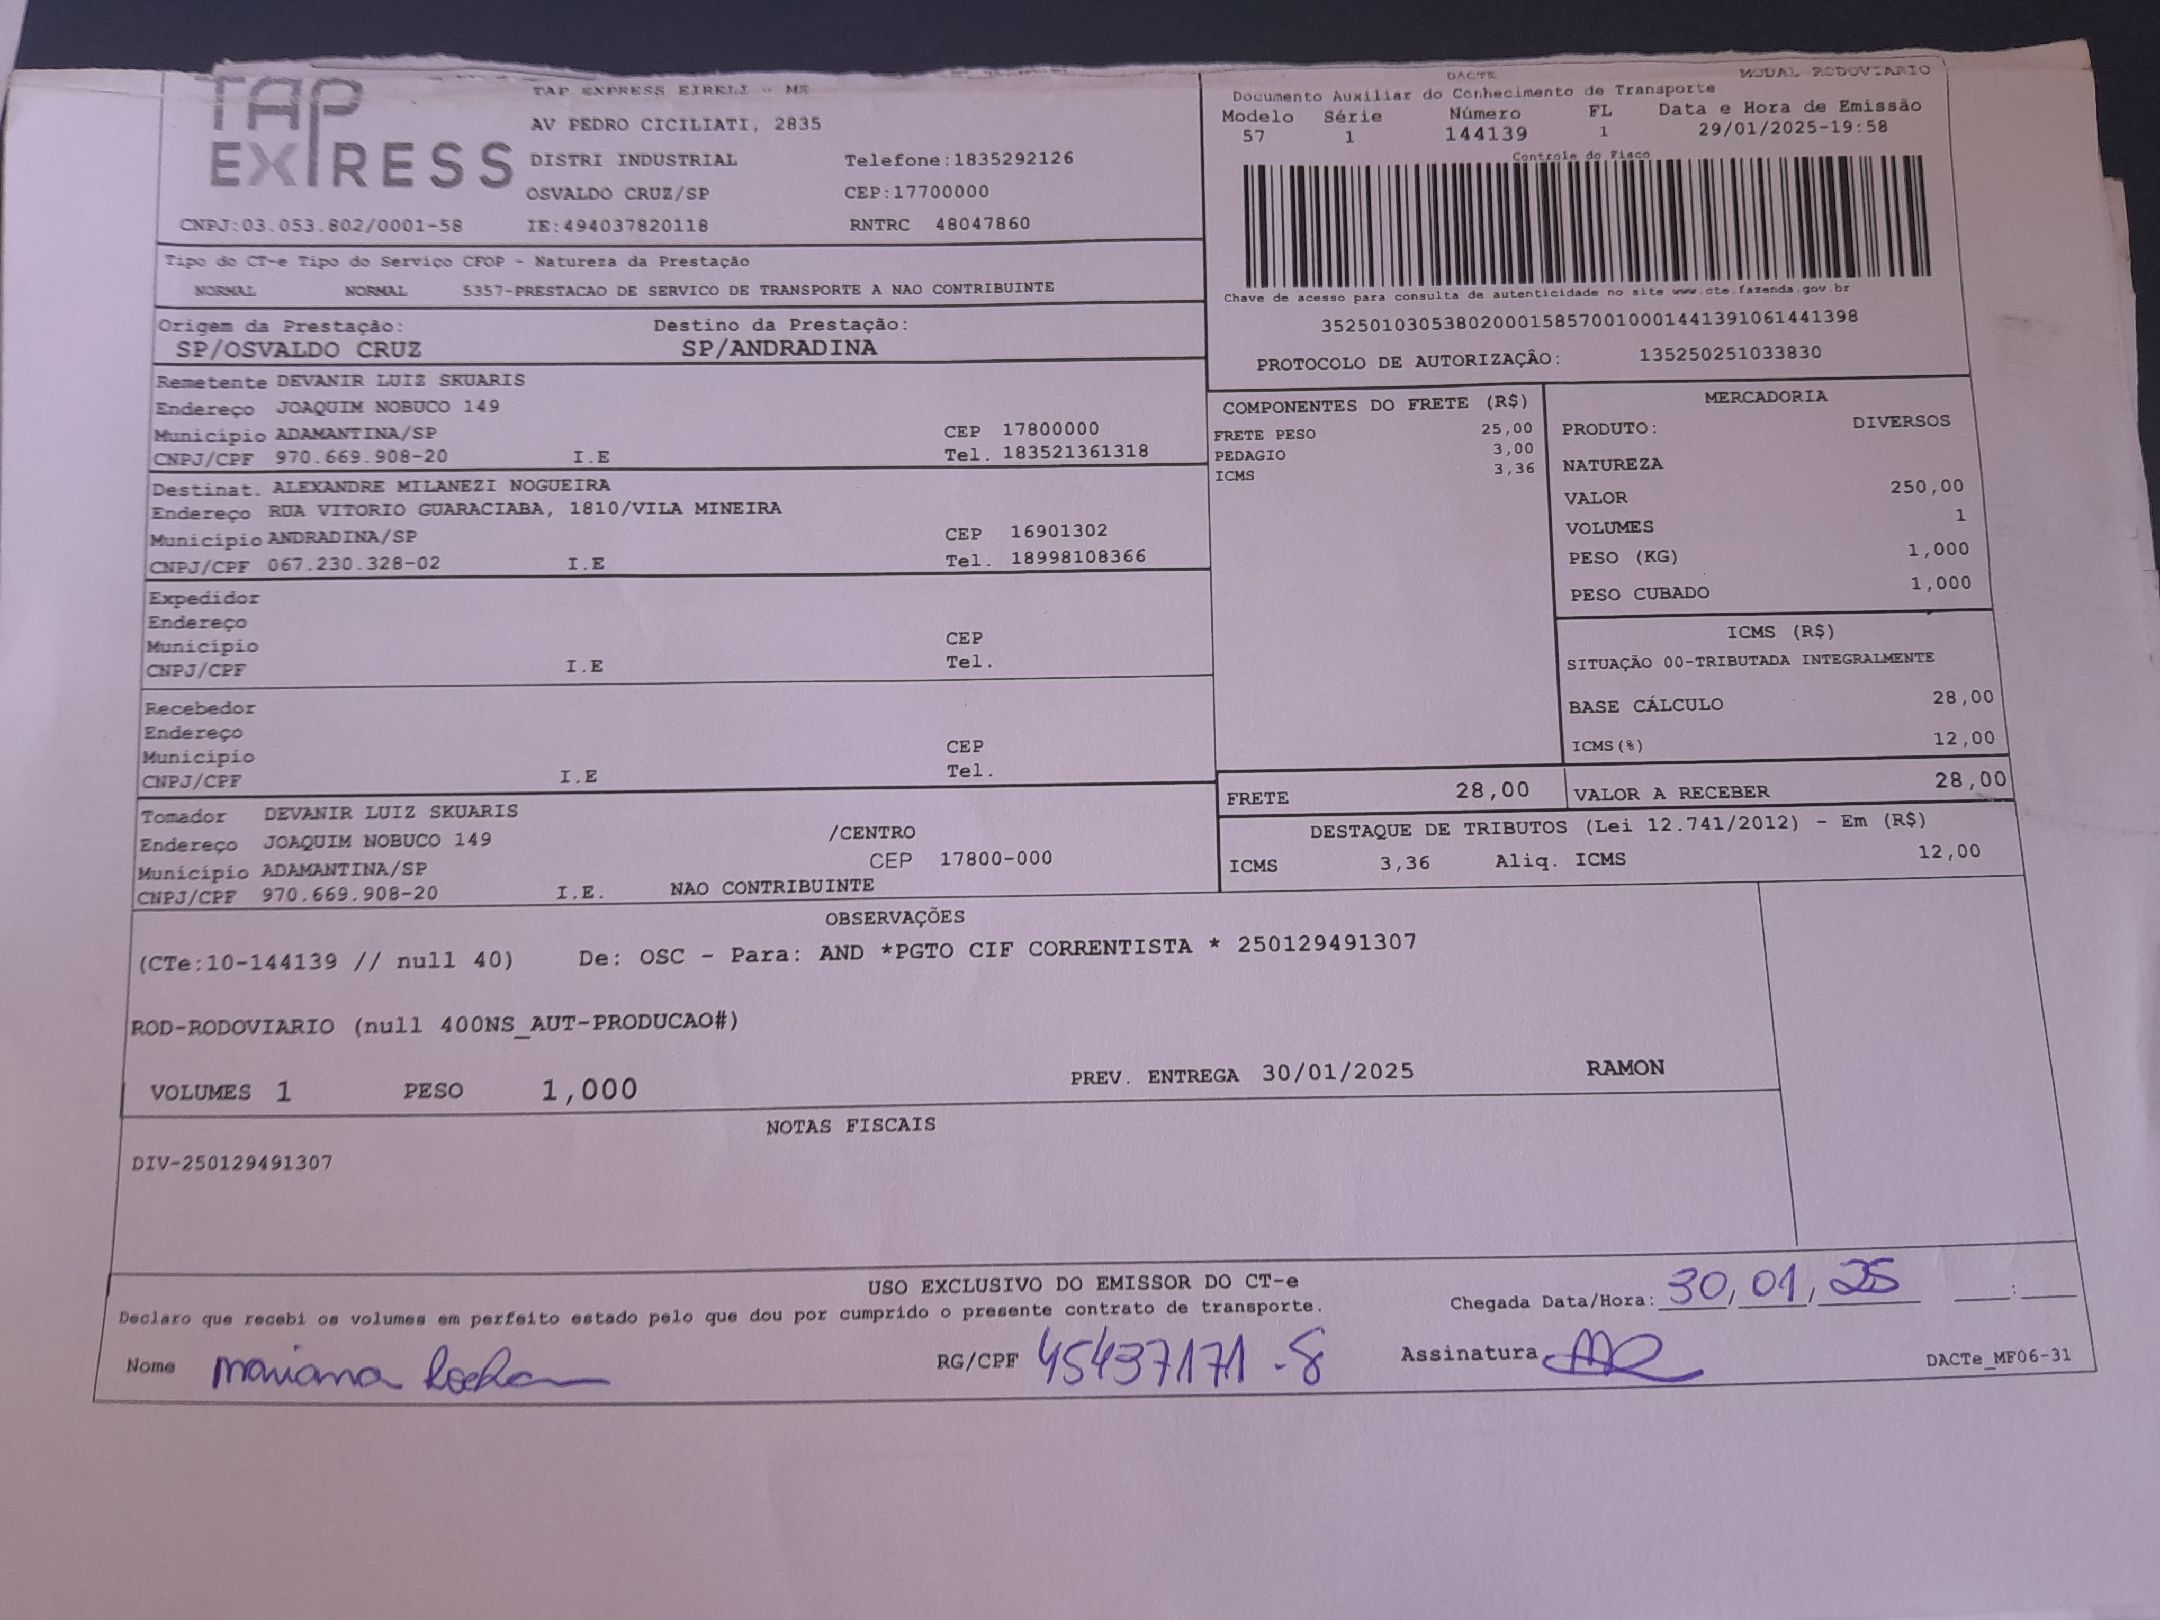 TAP EXPRESS
TAP EXPRESS EIRELI - ME
AV PEDRO CICILIATI, 2835
DISTRI INDUSTRIAL Telefone:1835292126
OSVALDO CRUZ/SP CEP:17700000
CNPJ:03.053.802/0001-58 IE:494037820118 RNTRC 48047860
DACTE MODAL RODOVIARIO
Documento Auxiliar do Conhecimento de Transporte
Modelo Série Número FL Data e Hora de Emissão
57 1 144139 1 29/01/2025-19:58
Controle do Fisco
Chave de acesso para consulta de autenticidade no site www.cte.fazenda.gov.br
35250103053802000158570010001441391061441398
PROTOCOLO DE AUTORIZAÇÃO: 135250251033830
Tipo do CT-e Tipo do Serviço CFOP - Natureza da Prestação
NORMAL NORMAL 5357-PRESTACAO DE SERVICO DE TRANSPORTE A NAO CONTRIBUINTE
Origem da Prestação: Destino da Prestação:
SP/OSVALDO CRUZ SP/ANDRADINA
Remetente DEVANIR LUIZ SKUARIS
Endereço JOAQUIM NOBUCO 149
Município ADAMANTINA/SP CEP 17800000
CNPJ/CPF 970.669.908-20 I.E Tel. 183521361318
Destinat. ALEXANDRE MILANEZI NOGUEIRA
Endereço RUA VITORIO GUARACIABA, 1810/VILA MINEIRA
Município ANDRADINA/SP CEP 16901302
CNPJ/CPF 067.230.328-02 I.E Tel. 18998108366
Expedidor
Endereço
Município CEP
CNPJ/CPF I.E Tel.
Recebedor
Endereço
Município CEP
CNPJ/CPF I.E Tel.
Tomador DEVANIR LUIZ SKUARIS
Endereço JOAQUIM NOBUCO 149 /CENTRO
Município ADAMANTINA/SP CEP 17800-000
CNPJ/CPF 970.669.908-20 I.E. NAO CONTRIBUINTE
COMPONENTES DO FRETE (R$)
FRETE PESO 25,00
PEDAGIO 3,00
ICMS 3,36
MERCADORIA
PRODUTO: DIVERSOS
NATUREZA
VALOR 250,00
VOLUMES 1
PESO (KG) 1,000
PESO CUBADO 1,000
ICMS (R$)
SITUAÇÃO 00-TRIBUTADA INTEGRALMENTE
BASE CÁLCULO 28,00
ICMS(%) 12,00
FRETE 28,00 VALOR A RECEBER 28,00
DESTAQUE DE TRIBUTOS (Lei 12.741/2012) - Em (R$)
ICMS 3,36 Aliq. ICMS 12,00
OBSERVAÇÕES
(CTe:10-144139 // null 40) De: OSC - Para: AND *PGTO CIF CORRENTISTA * 250129491307
ROD-RODOVIARIO (null 400NS_AUT-PRODUCAO#)
VOLUMES 1 PESO 1,000 PREV. ENTREGA 30/01/2025 RAMON
NOTAS FISCAIS
DIV-250129491307
USO EXCLUSIVO DO EMISSOR DO CT-e
Declaro que recebi os volumes em perfeito estado pelo que dou por cumprido o presente contrato de transporte. Chegada Data/Hora: 30/01/25 :
Nome Mariana Rocha RG/CPF 45437171-8 Assinatura MR DACTe_MF06-31